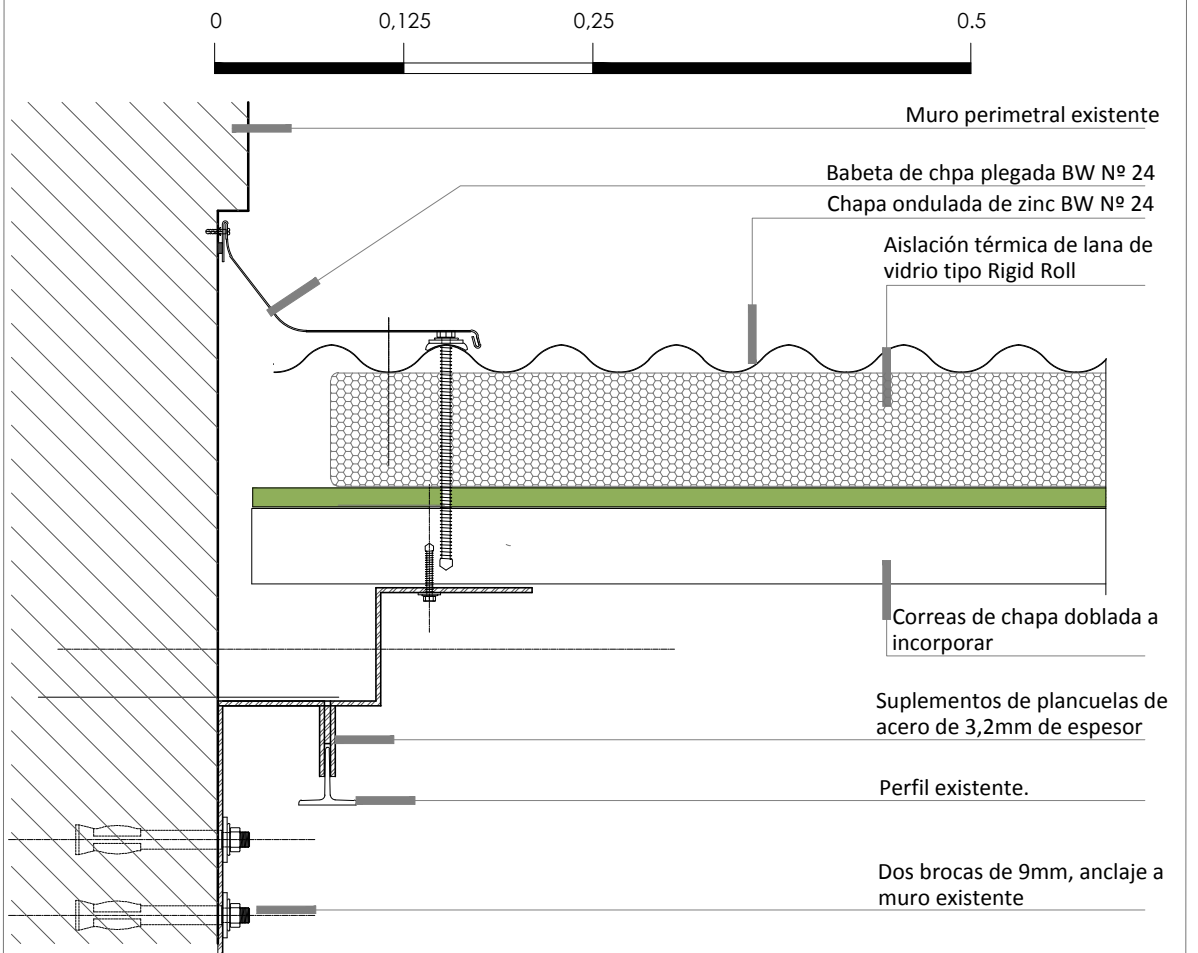 0 0,125 0,25 0.5
Muro perimetral existente
Babeta de chpa plegada BW Nº 24
Chapa ondulada de zinc BW Nº 24
Aislación térmica de lana de
vidrio tipo Rigid Roll
Correas de chapa doblada a
incorporar
Suplementos de plancuelas de
acero de 3,2mm de espesor
Perfil existente.
Dos brocas de 9mm, anclaje a
muro existente